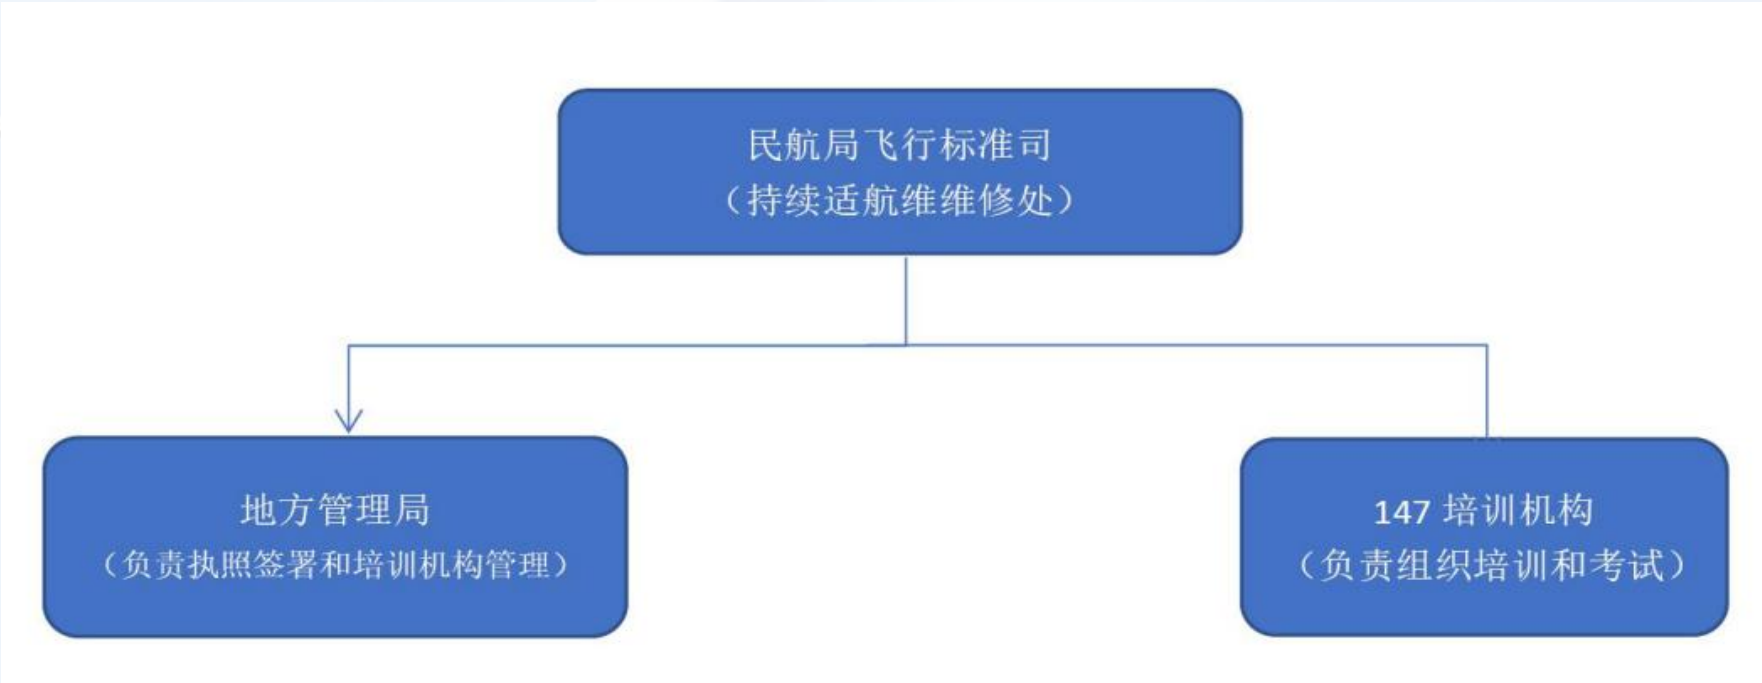 民航局飞行标准司
（持续适航维维修处）
地方管理局
（负责执照签署和培训机构管理）
147 培训机构
（负责组织培训和考试）